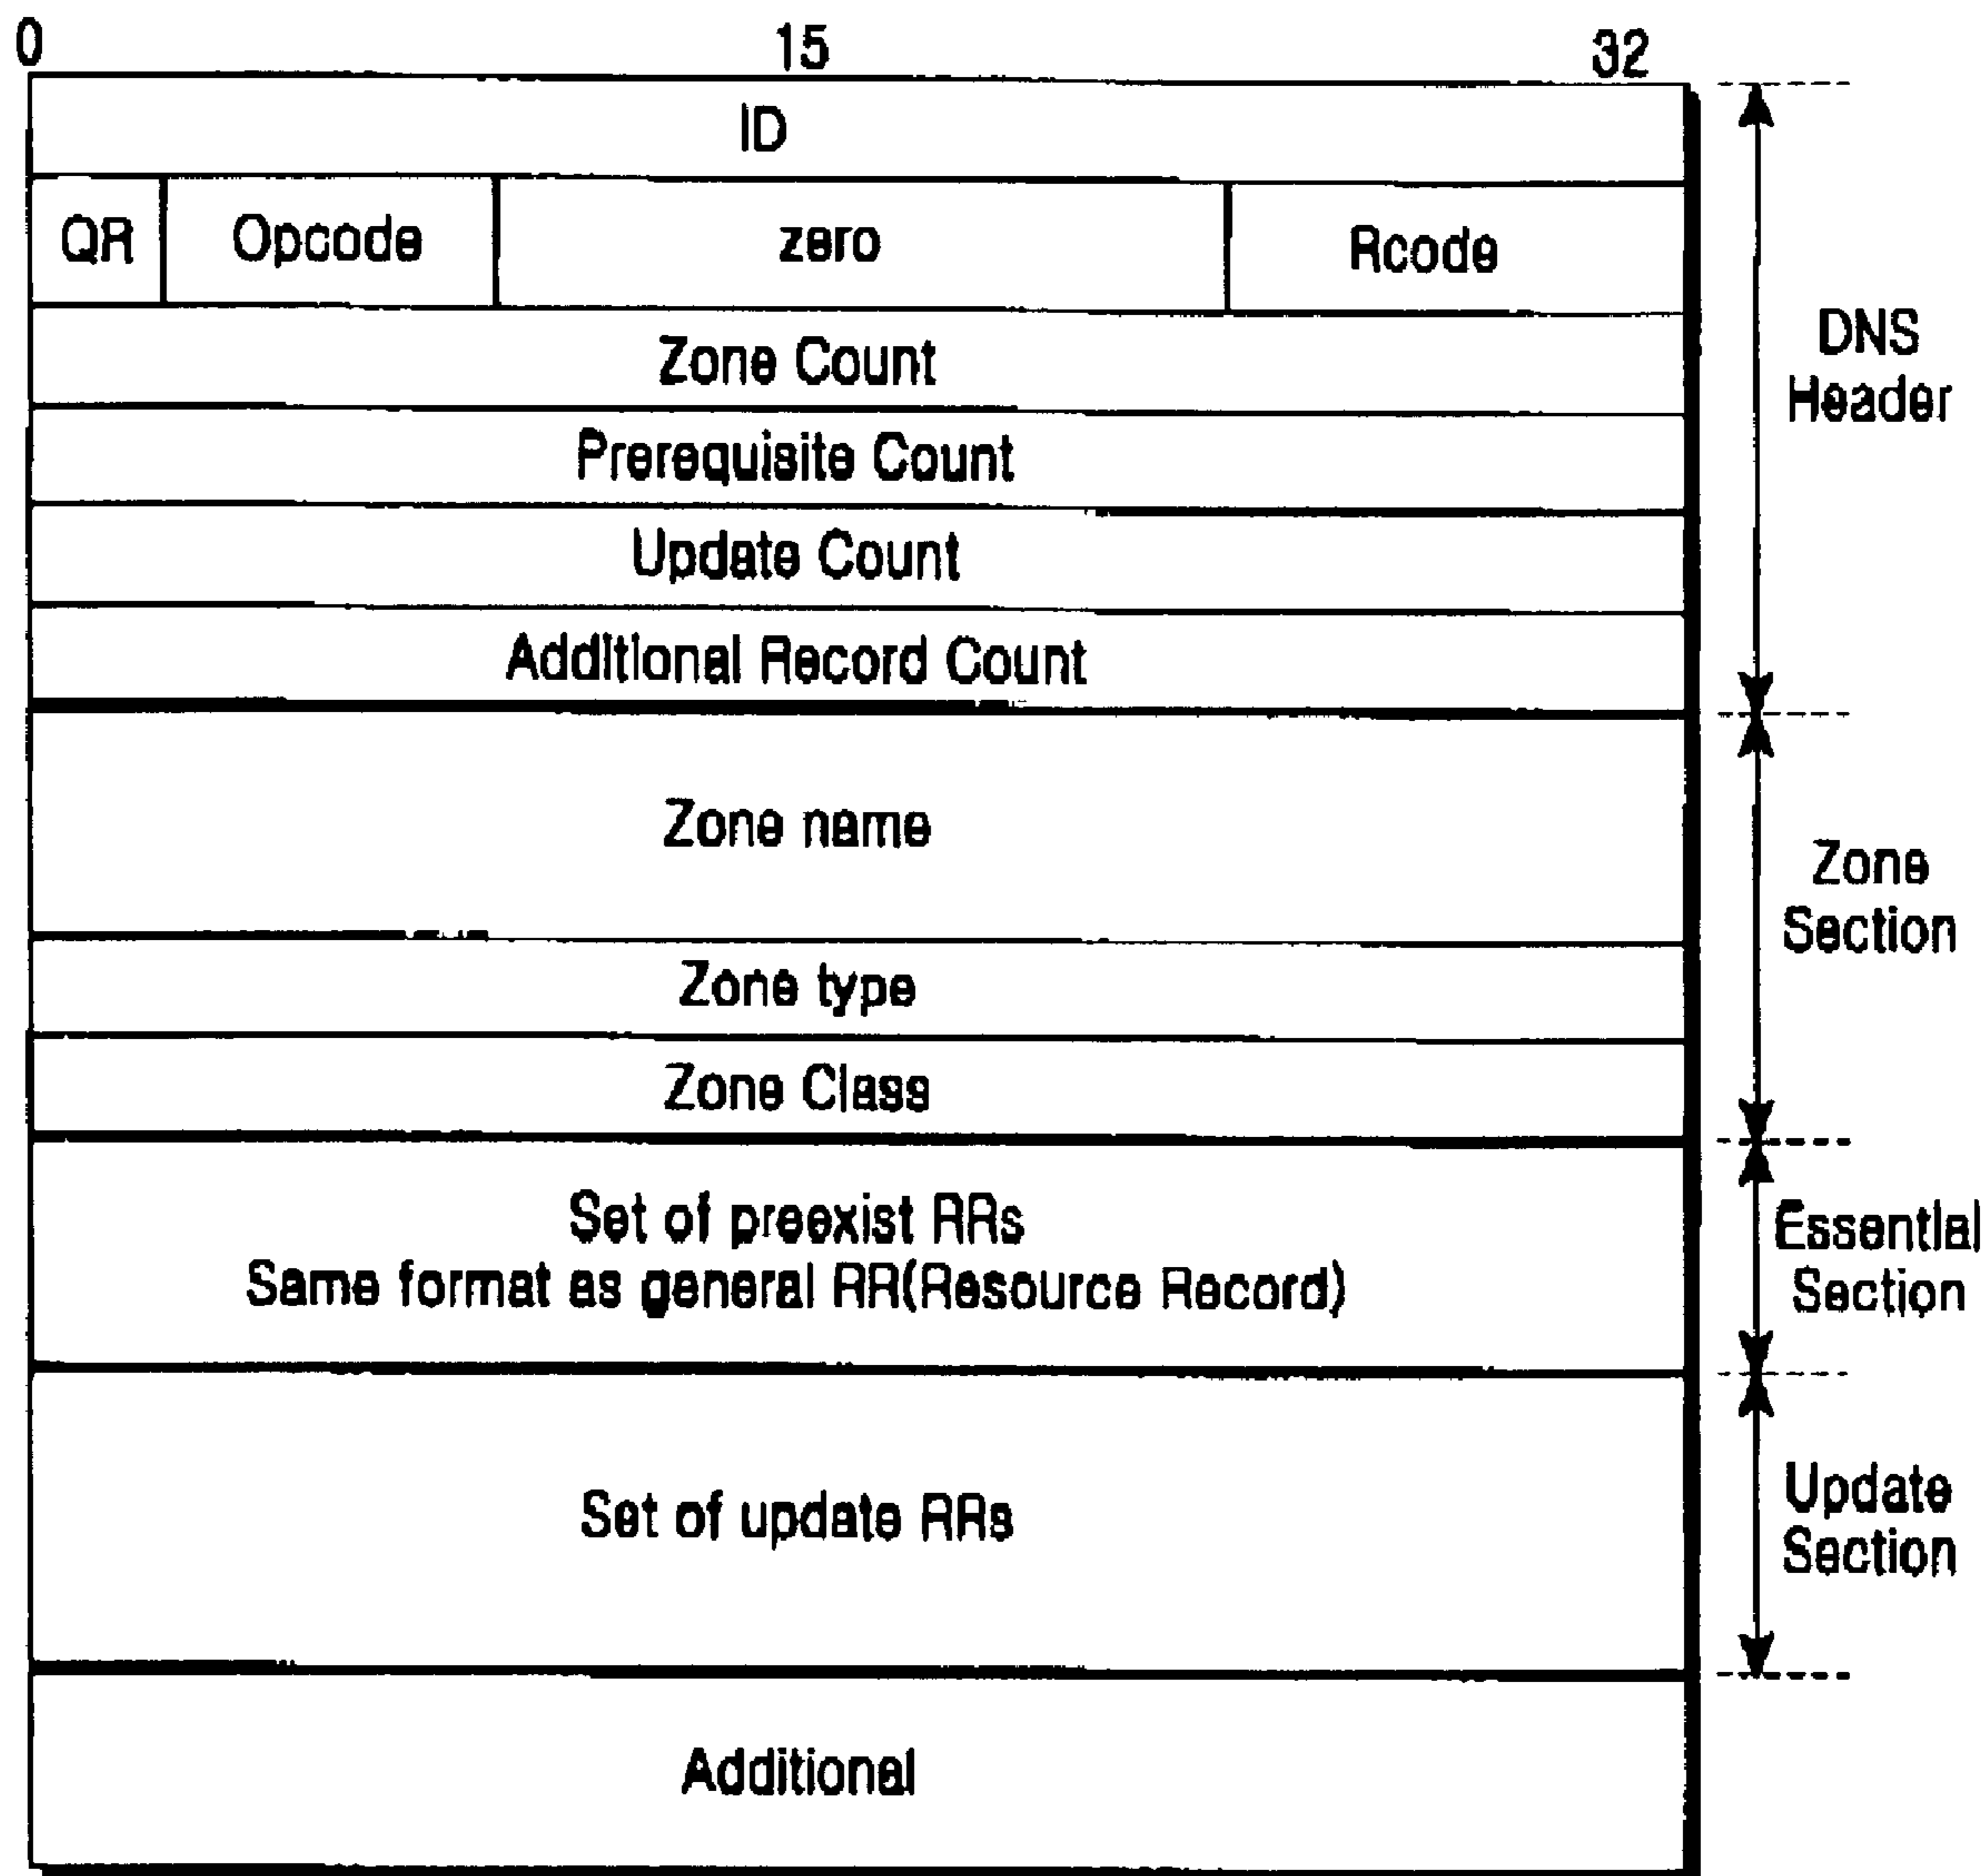 0 15 32
ID
QR Opcode zero Rcode
Zone Count
Prerequisite Count
Update Count
Additional Record Count
DNS
Header
Zone name
Zone type
Zone Class
Zone
Section
Set of preexist RRs
Same format as general RR(Resource Record)
Essential
Section
Set of update RRs
Update
Section
Additional